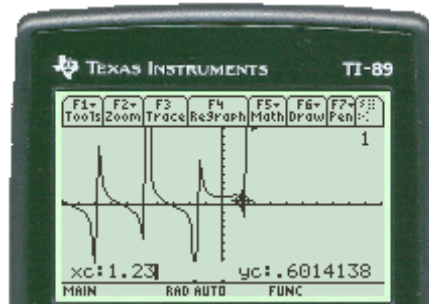 TEXAS INSTRUMENTS TI-89
F1 Tools F2 Zoom F3 Trace F4 Regraph F5 Math F6 Draw F7 Pen
1
xc:1.23 yc:.6014138
MAIN RAD AUTO FUNC